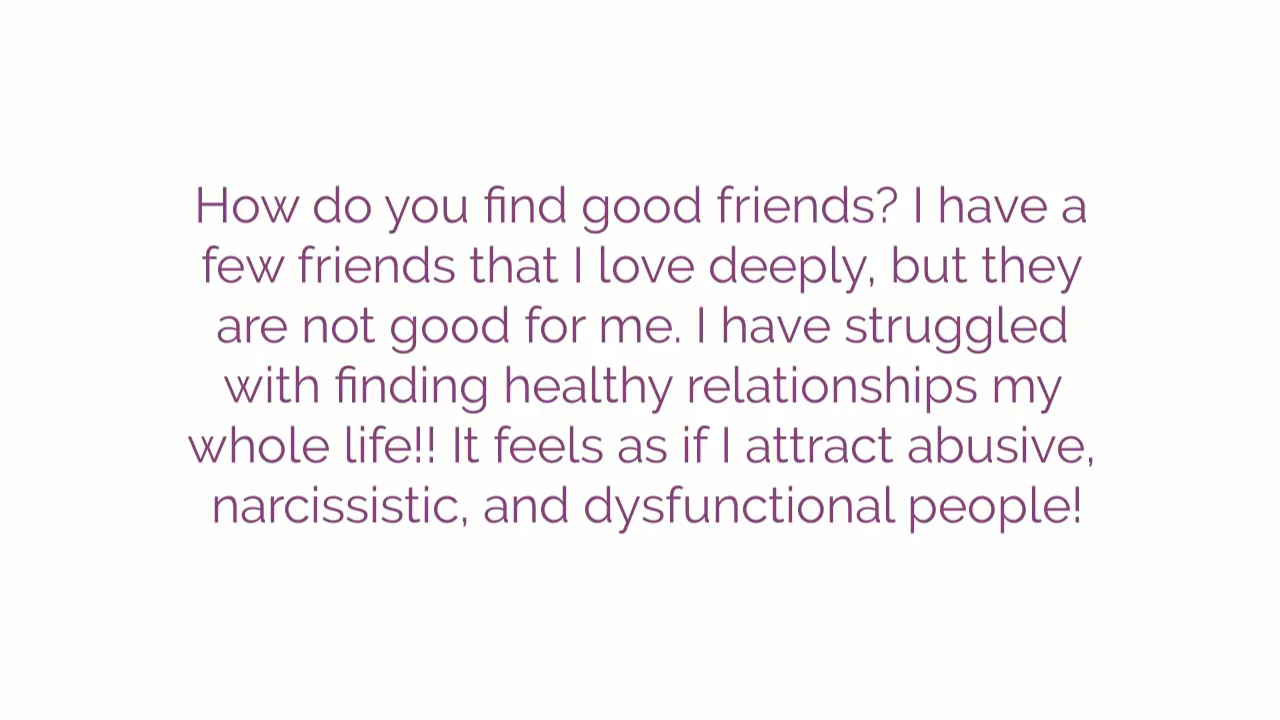 How do you find good friends? I have a
few friends that I love deeply, but they
are not good for me. I have struggled
with finding healthy relationships my
whole life!! It feels as if I attract abusive,
narcissistic, and dysfunctional people!